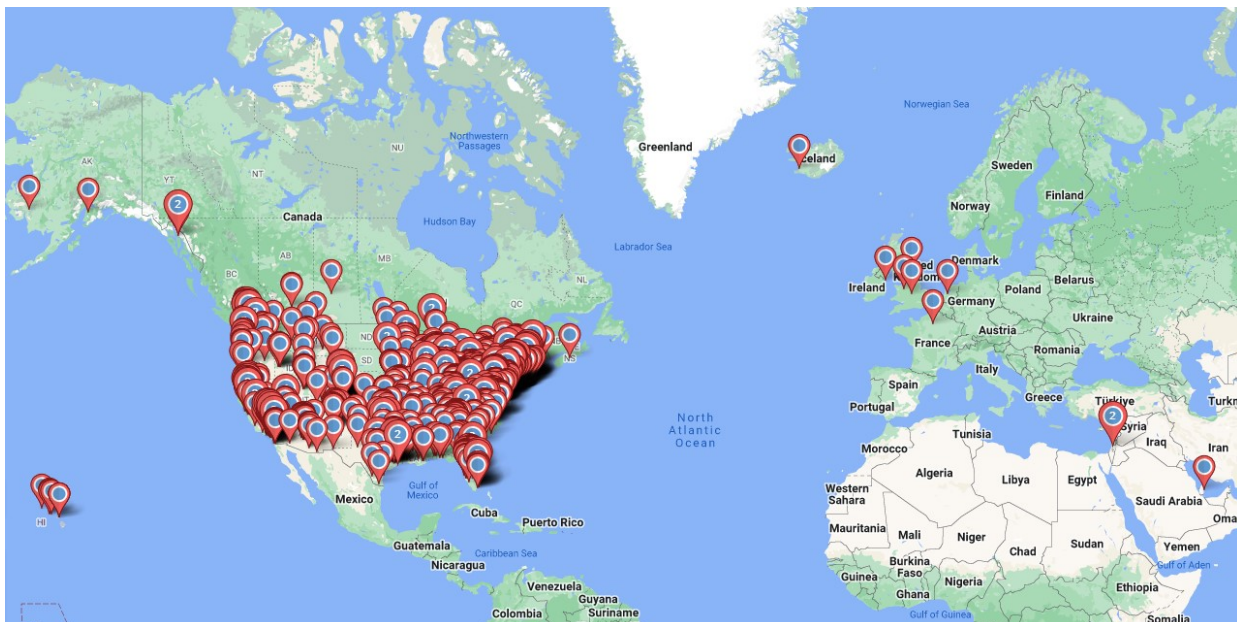 Greenland
Norwegian Sea
Northwestern
Passages
NU
AK
YT
NT
Iceland
Sweden
Finland
Norway
Canada
Hudson Bay
Labrador Sea
2
BC
AB
MB
QC
NL
Denmark
Kingdom
Ireland
Poland
Belarus
Germany
Ukraine
Austria
France
Romania
ND
SD
NS
2
2
Italy
Spain
Portugal
Greece
Türkiye
Syria
Iraq
Iran
2
North
Atlantic
Ocean
Tunisia
Morocco
Algeria
Libya
Egypt
Western
Sahara
Saudi Arabia
Gulf of
Mexico
Mexico
Cuba
Puerto Rico
HI
Mauritania
Mali
Niger
Chad
Sudan
Yemen
Oma
Guatemala
Nicaragua
Caribbean Sea
Burkina
Faso
Guinea
Ghana
Nigeria
Ethiopia
Gulf of Aden
Venezuela
Guyana
Suriname
Colombia
Gulf of Guinea
Somalia